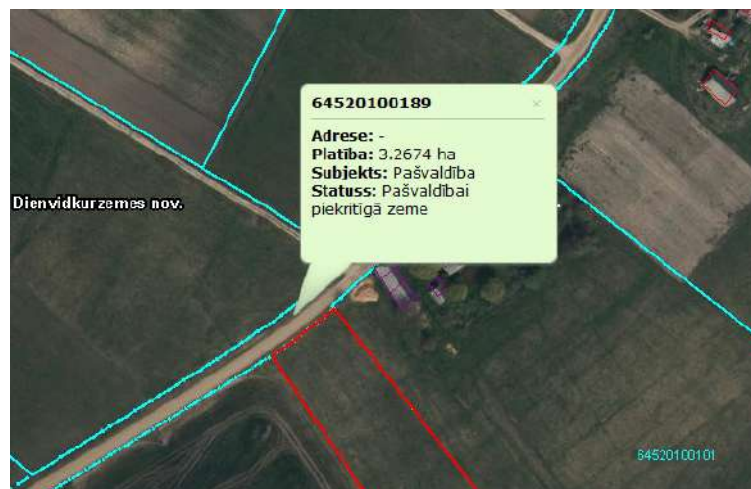 64520100189
Adrese: -
Platība: 3.2674 ha
Subjekts: Pašvaldība
Statuss: Pašvaldībai
piekritīgā zeme
Dienvidkurzemes nov.
64520100101